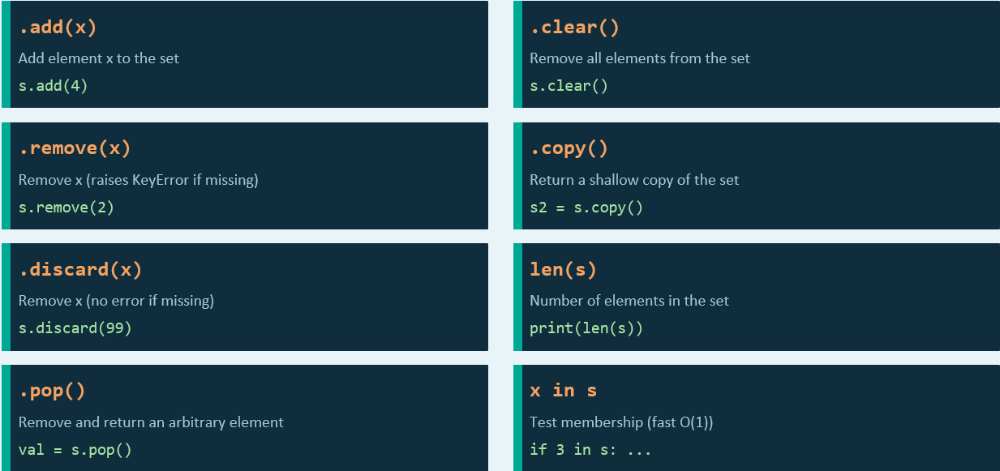 .add(x)
Add element x to the set
s.add(4)
.clear()
Remove all elements from the set
s.clear()
.remove(x)
Remove x (raises KeyError if missing)
s.remove(2)
.copy()
Return a shallow copy of the set
s2 = s.copy()
.discard(x)
Remove x (no error if missing)
s.discard(99)
len(s)
Number of elements in the set
print(len(s))
.pop()
Remove and return an arbitrary element
val = s.pop()
x in s
Test membership (fast O(1))
if 3 in s: ...